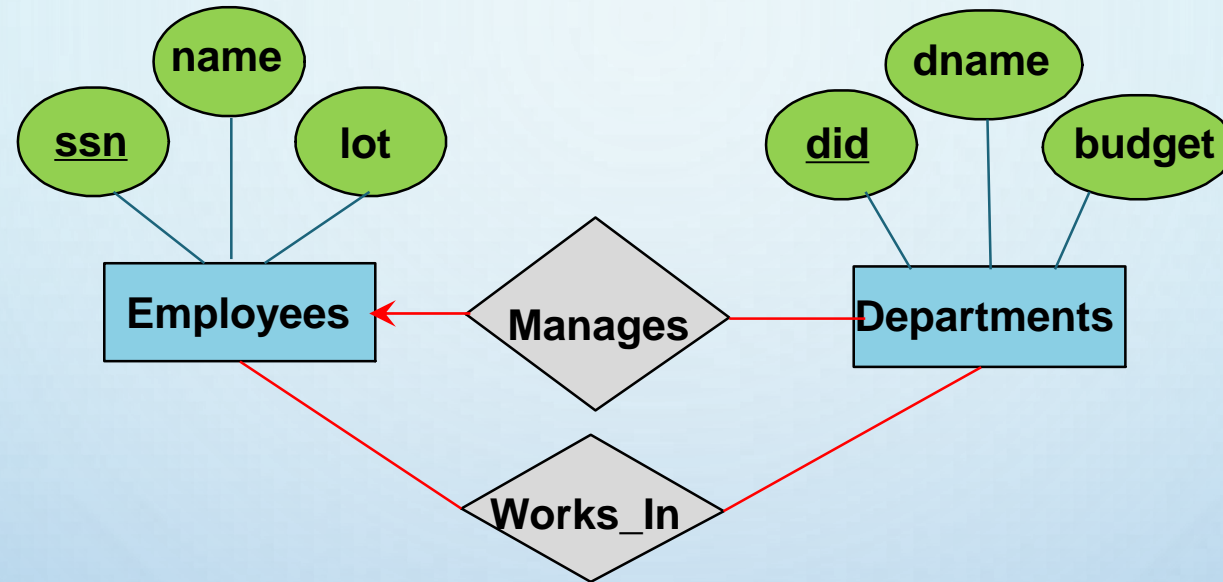 name
dname
ssn
lot
did
budget
Employees
Manages
Departments
Works_In